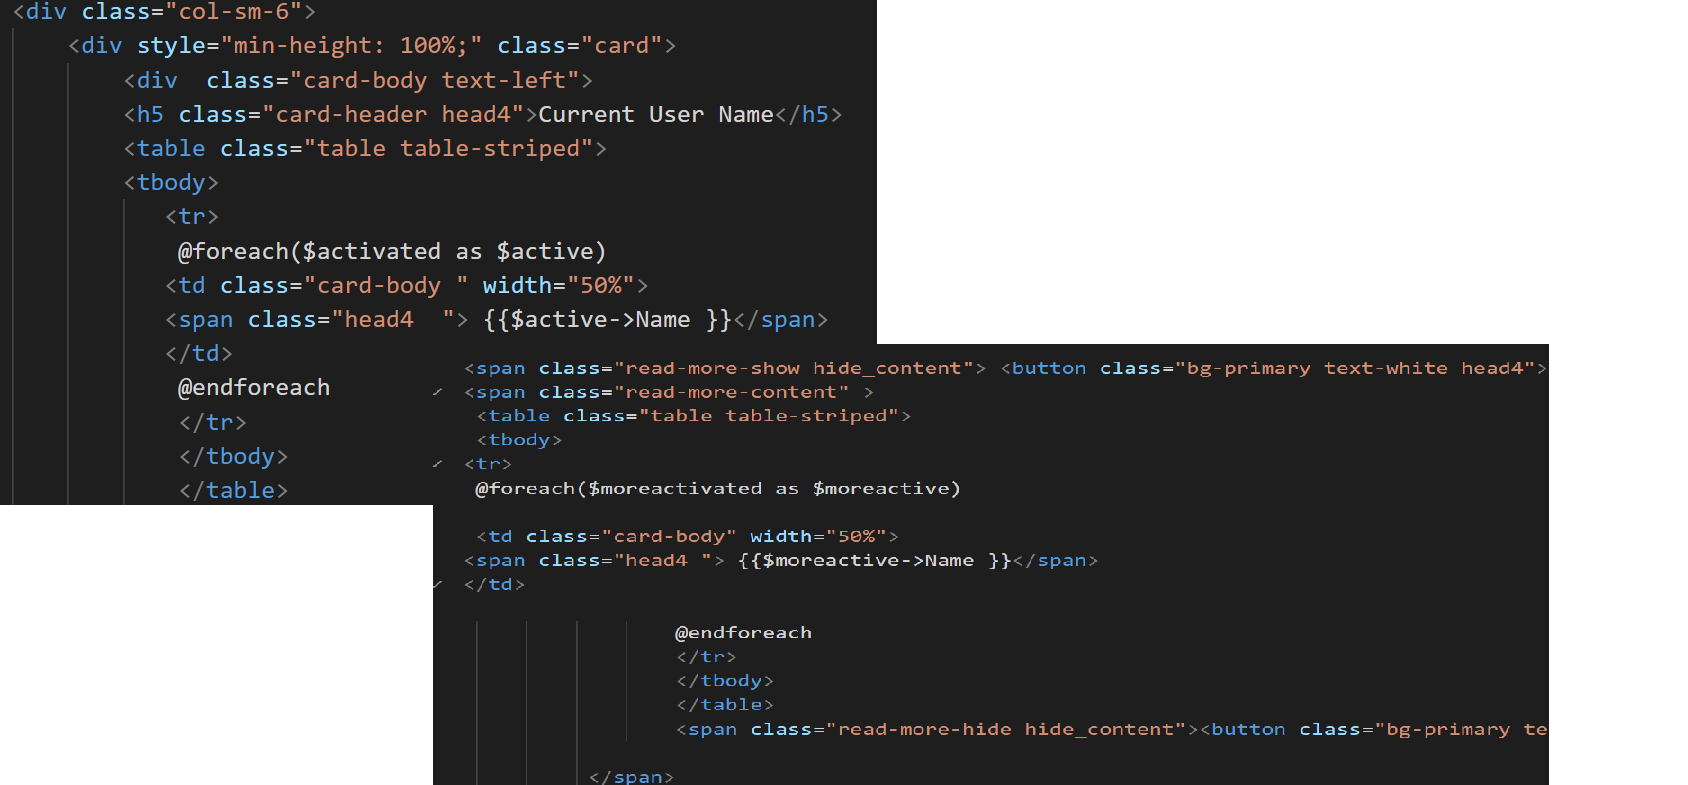 <div class="col-sm-6">
<div style="min-height: 100%;" class="card">
<div  class="card-body text-left">
<h5 class="card-header head4">Current User Name</h5>
<table class="table table-striped">
<tbody>
<tr>
@foreach($activated as $active)
<td class="card-body " width="50%">
<span class="head4  "> {{$active->Name }}</span>
</td>
@endforeach
</tr>
</tbody>
</table>
<span class="read-more-show hide_content"> <button class="bg-primary text-white head4">
<span class="read-more-content" >
<table class="table table-striped">
<tbody>
<tr>
@foreach($moreactivated as $moreactive)
<td class="card-body" width="50%">
<span class="head4 "> {{$moreactive->Name }}</span>
</td>
@endforeach
</tr>
</tbody>
</table>
<span class="read-more-hide hide_content"><button class="bg-primary te
</span>